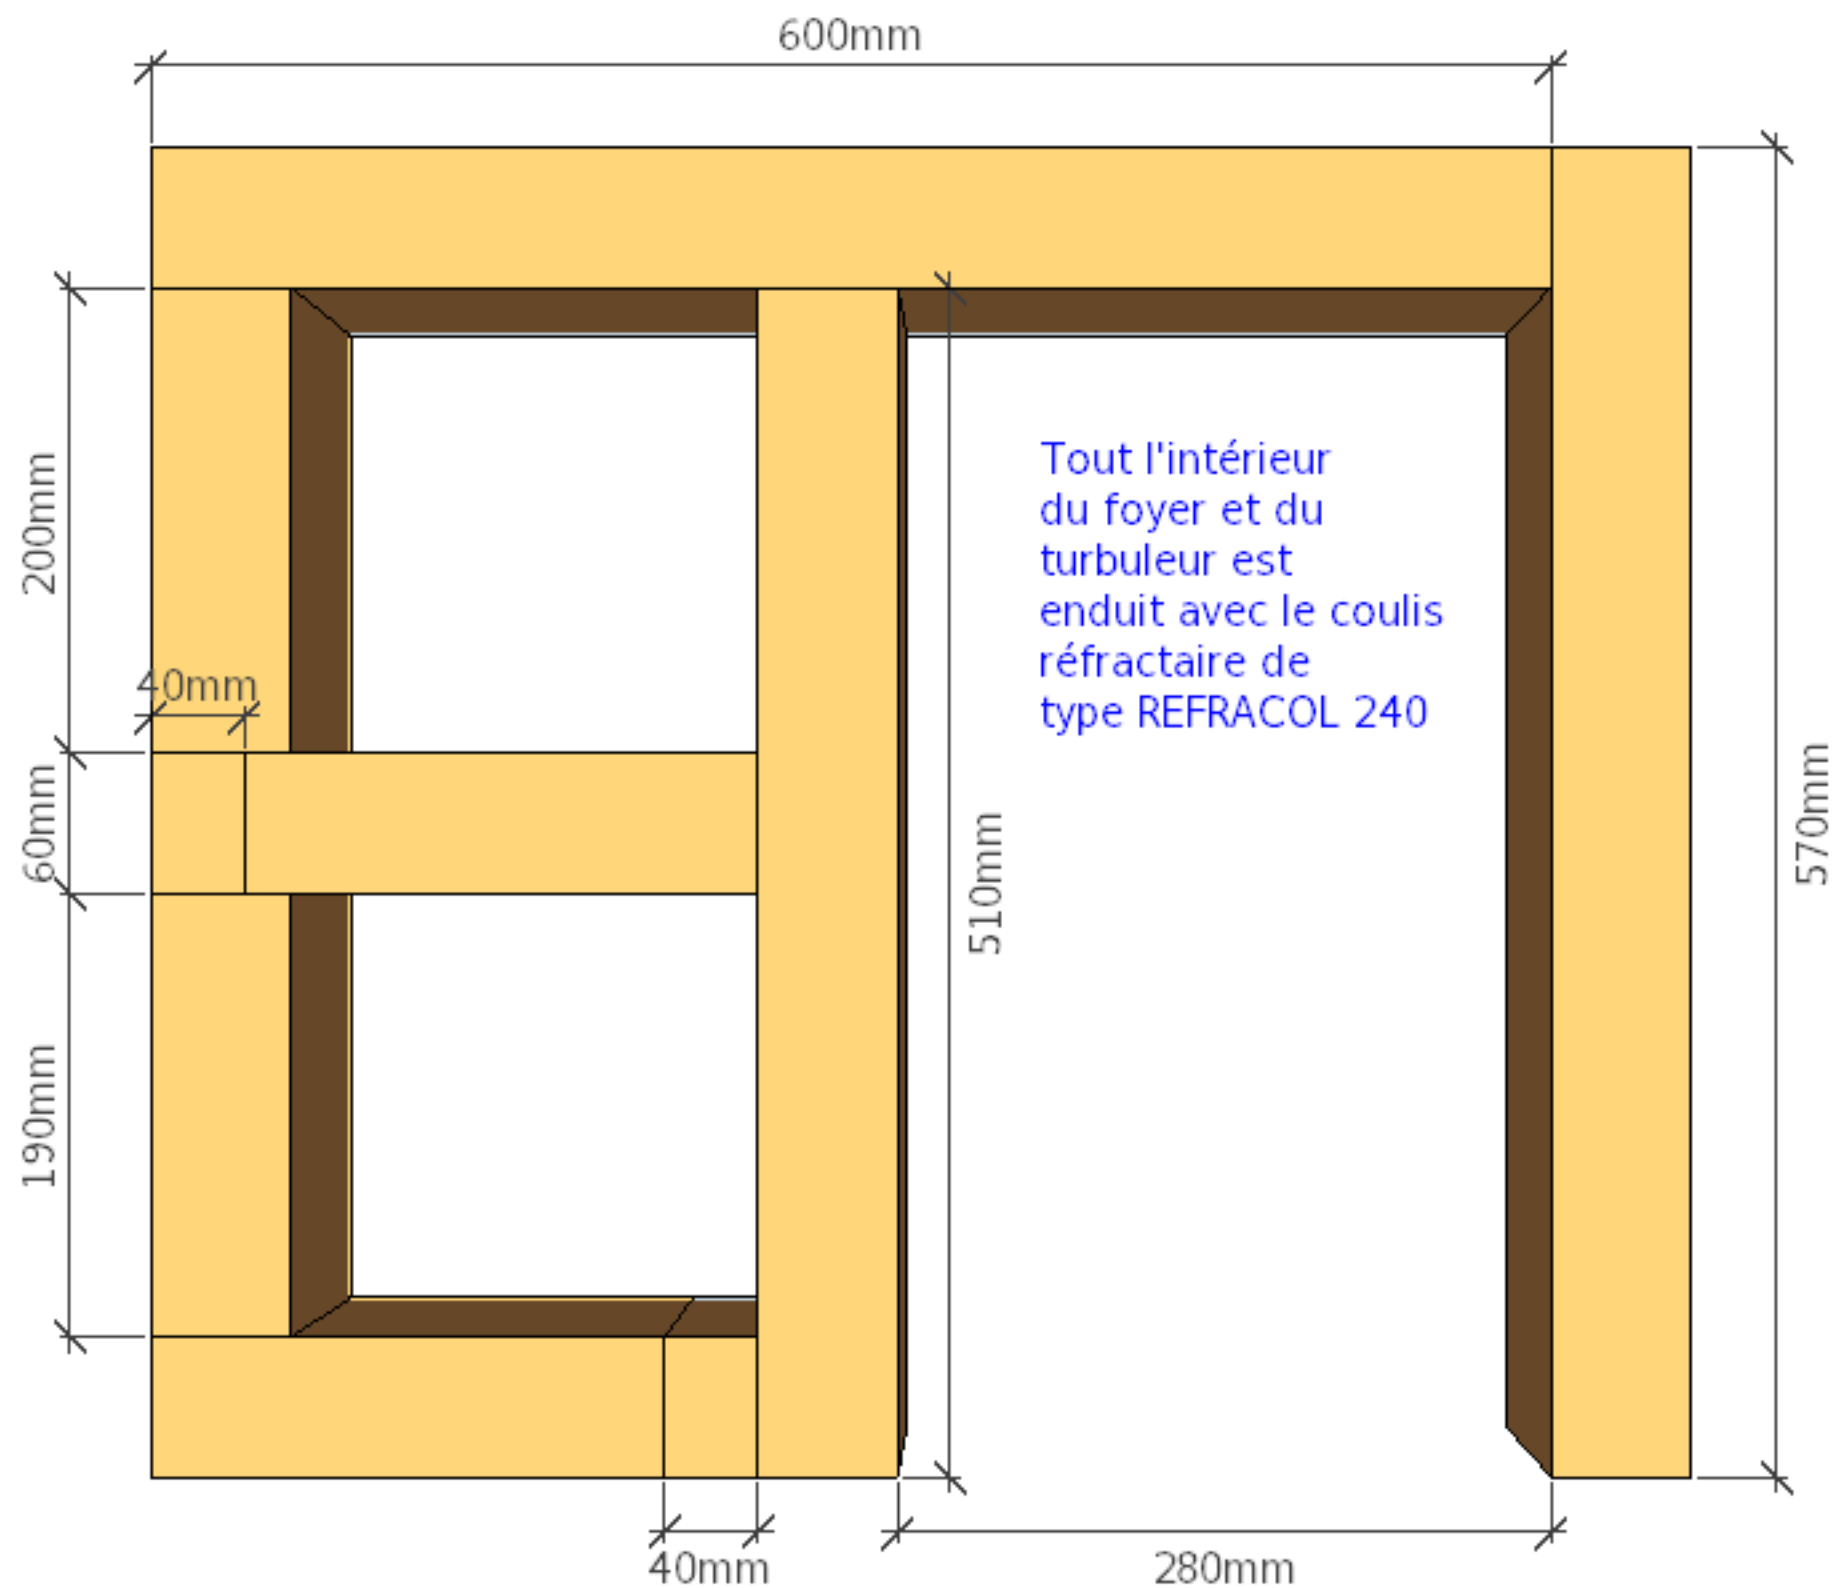 600mm
200mm
40mm
60mm
190mm
Tout l'intérieur
du foyer et du
turbuleur est
enduit avec le coulis
réfractaire de
type REFRACOL 240
510mm
570mm
40mm
280mm